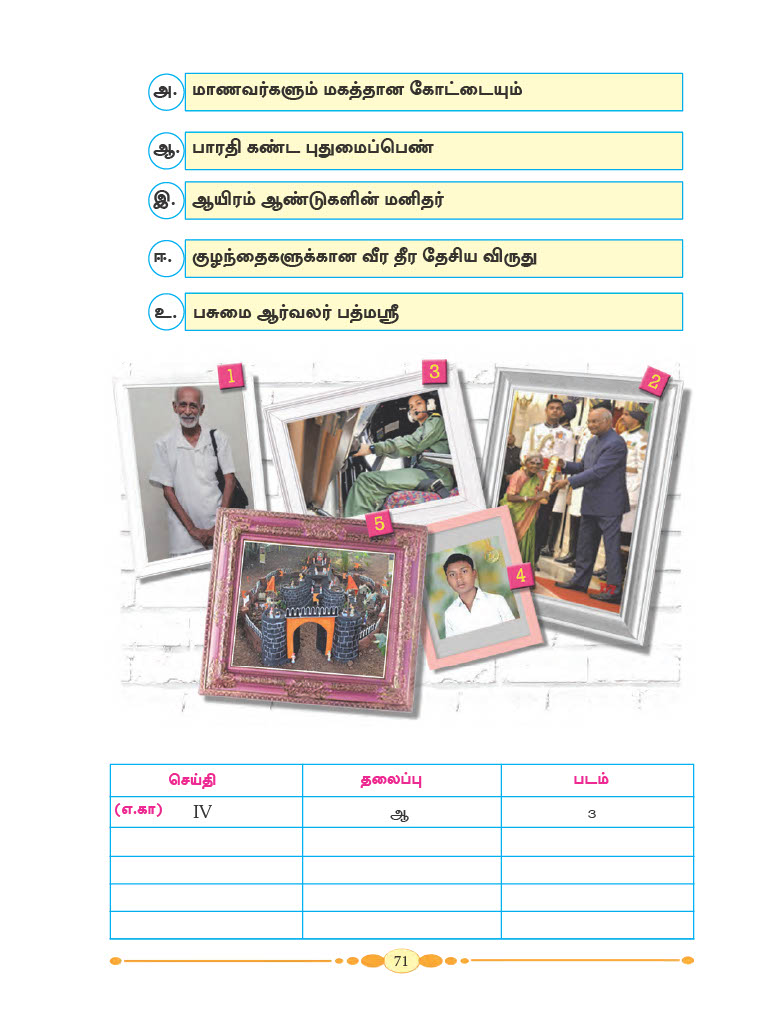 அ. மாணவர்களும் மகத்தான கோட்டையும்
ஆ. பாரதி கண்ட புதுமைப்பெண்
இ. ஆயிரம் ஆண்டுகளின் மனிதர்
ஈ. குழந்தைகளுக்கான வீர தீர தேசிய விருது
உ. பசுமை ஆர்வலர் பத்மஸ்ரீ
1 3 2
5
4
செய்தி தலைப்பு படம்
(எ.கா) IV ஆ 3
71